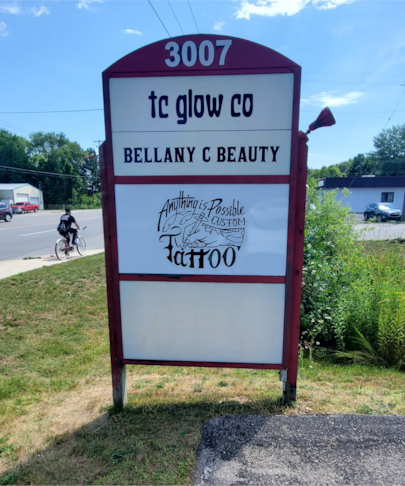 3007
tc glow co
BELLANY C BEAUTY
Anything is Possible
CUSTOM
Tattoo